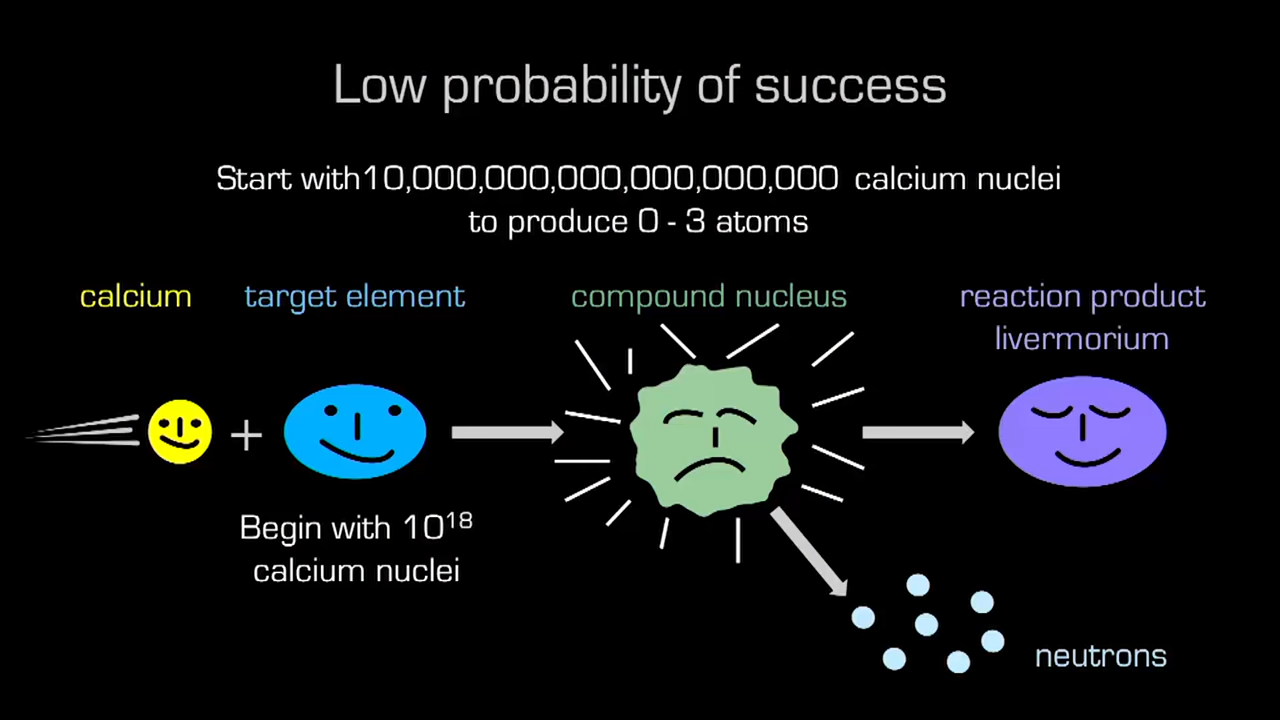 Low probability of success
Start with10,000,000,000,000,000,000 calcium nuclei
to produce 0 - 3 atoms
calcium
target element
compound nucleus
reaction product
livermorium
+
Begin with 10¹⁸
calcium nuclei
neutrons